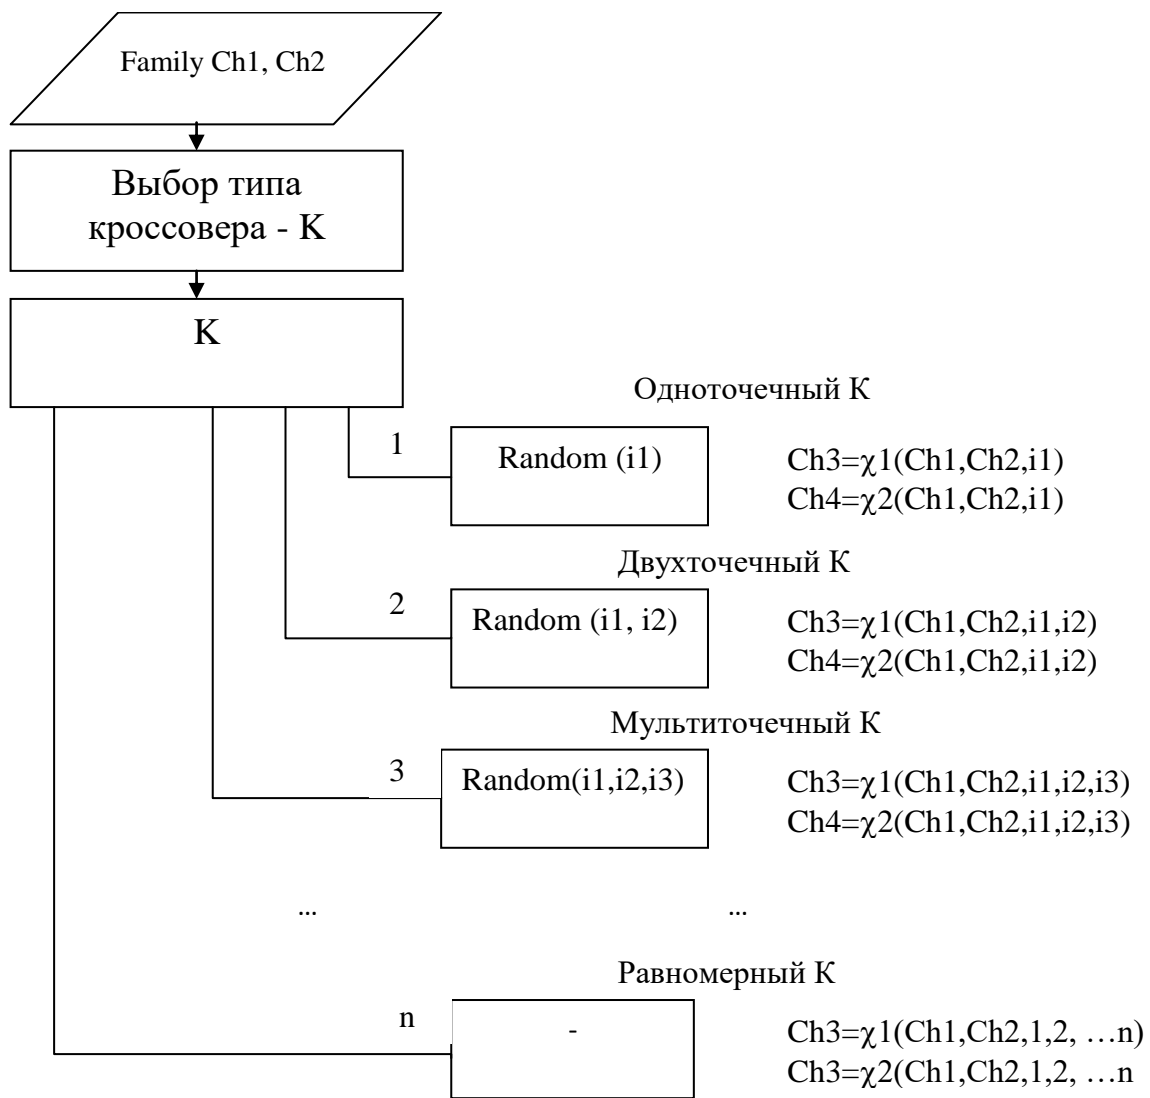 Family Ch1, Ch2
Выбор типа
кроссовера - K
K
Одноточечный К
1
Random (i1)
Ch3=χ1(Ch1,Ch2,i1)
Ch4=χ2(Ch1,Ch2,i1)
Двухточечный К
2
Random (i1, i2)
Ch3=χ1(Ch1,Ch2,i1,i2)
Ch4=χ2(Ch1,Ch2,i1,i2)
Мультиточечный К
3
Random(i1,i2,i3)
Ch3=χ1(Ch1,Ch2,i1,i2,i3)
Ch4=χ2(Ch1,Ch2,i1,i2,i3)
...
...
Равномерный К
n
-
Ch3=χ1(Ch1,Ch2,1,2, …n)
Ch3=χ2(Ch1,Ch2,1,2, …n